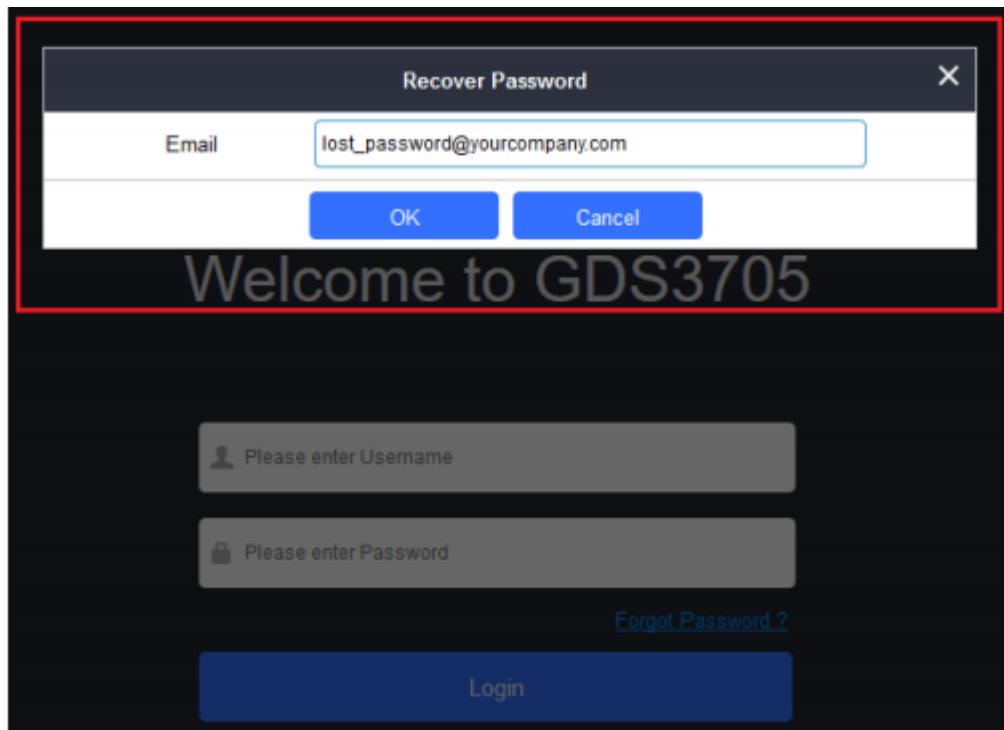 Recover Password
Email lost_password@yourcompany.com
OK Cancel
Welcome to GDS3705
Please enter Username
Please enter Password
Forgot Password ?
Login